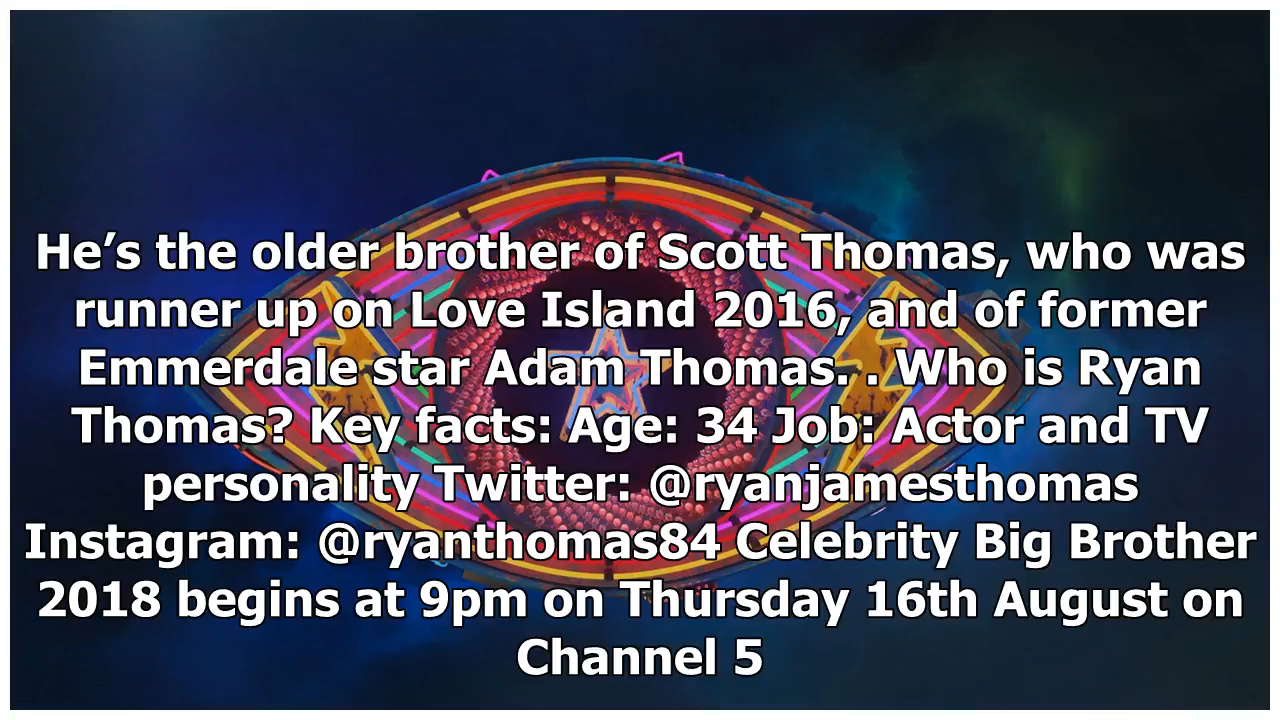 He’s the older brother of Scott Thomas, who was
runner up on Love Island 2016, and of former
Emmerdale star Adam Thomas. . Who is Ryan
Thomas? Key facts: Age: 34 Job: Actor and TV
personality Twitter: @ryanjamesthomas
Instagram: @ryanthomas84 Celebrity Big Brother
2018 begins at 9pm on Thursday 16th August on
Channel 5